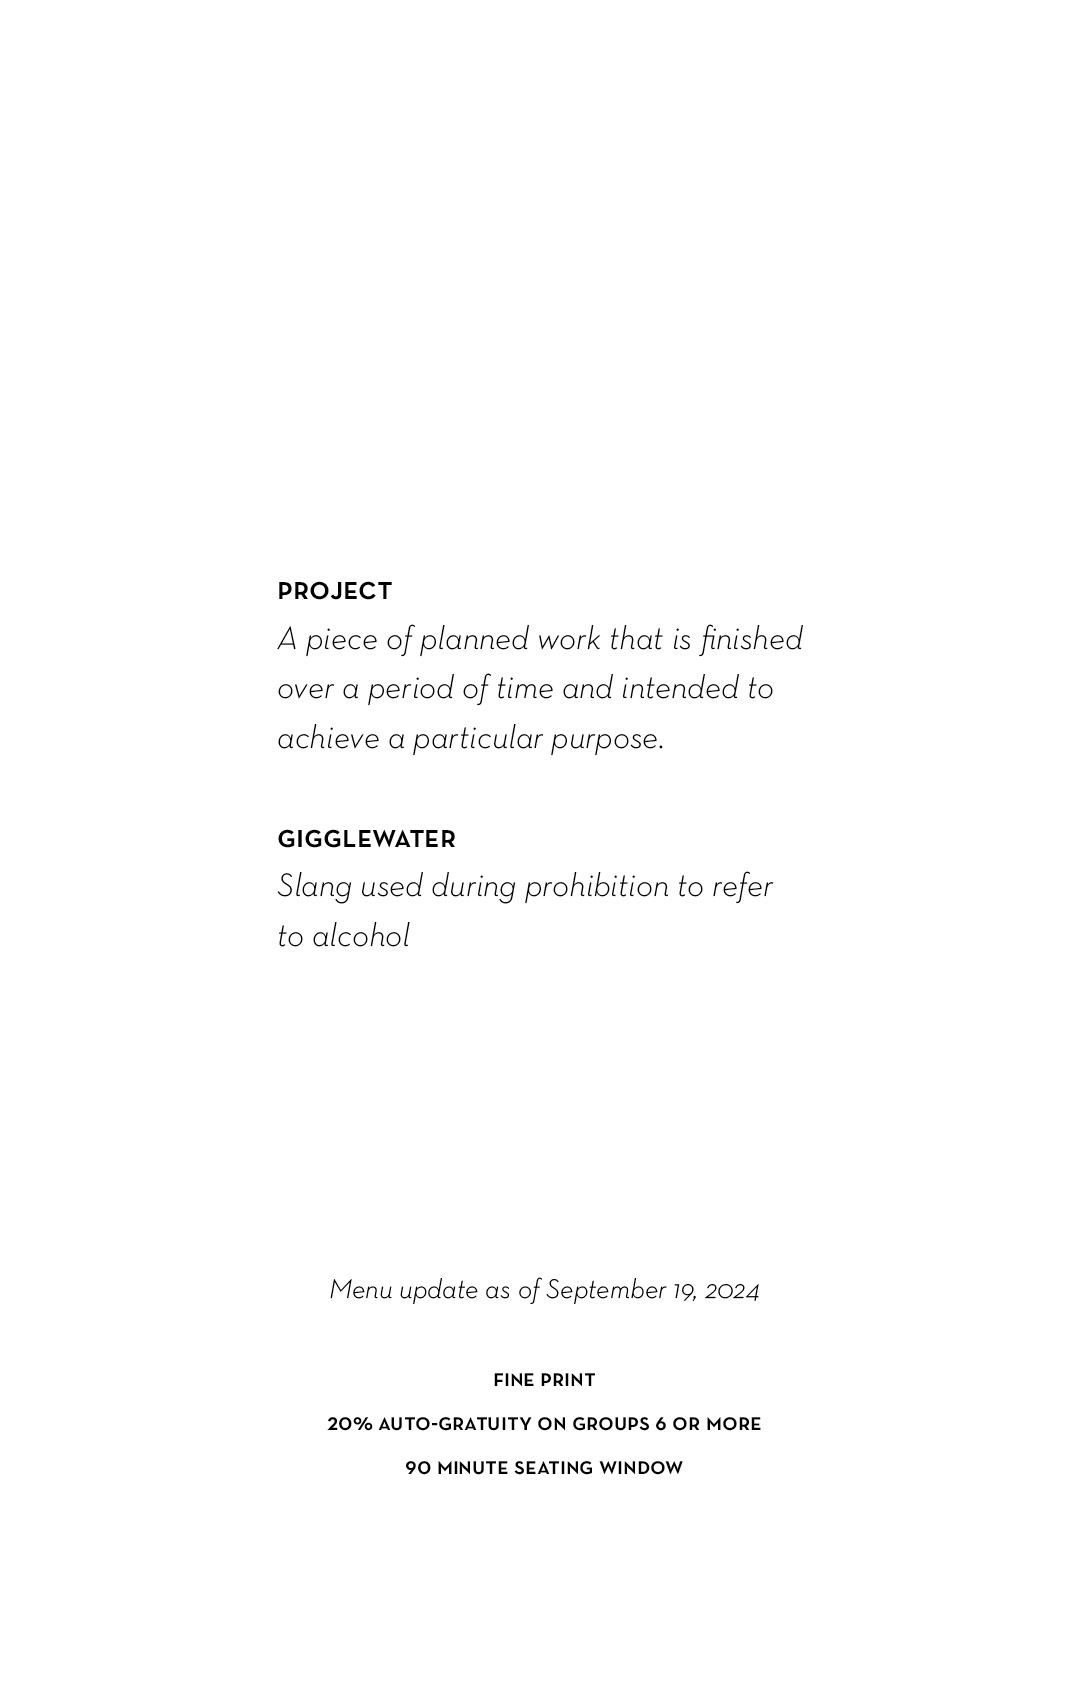 PROJECT
A piece of planned work that is finished
over a period of time and intended to
achieve a particular purpose.
GIGGLEWATER
Slang used during prohibition to refer
to alcohol
Menu update as of September 19, 2024
FINE PRINT
20% AUTO-GRATUITY ON GROUPS 6 OR MORE
90 MINUTE SEATING WINDOW